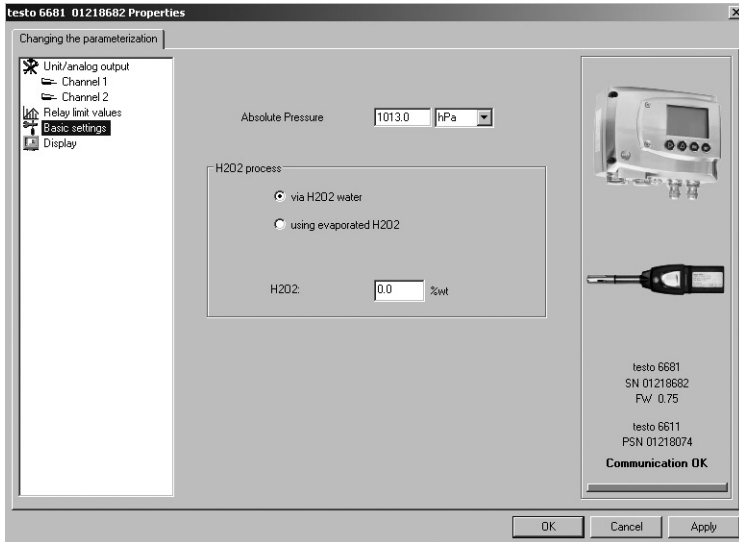 testo 6681 01218682 Properties
Changing the parameterization
Unit/analog output
Channel 1
Channel 2
Relay limit values
Basic settings
Display
Absolute Pressure 1013.0 hPa
H2O2 process
via H2O2 water
using evaporated H2O2
H2O2: 0.0 %wt
testo 6681
SN 01218682
FW 0.75
testo 6611
PSN 01218074
Communication OK
OK Cancel Apply